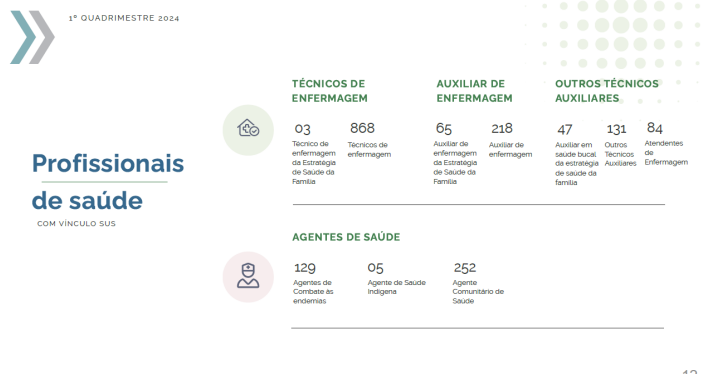 1º QUADRIMESTRE 2024
Profissionais
de saúde
COM VÍNCULO SUS
TÉCNICOS DE
ENFERMAGEM
03
Técnico de
enfermagem
da Estratégia
de Saúde da
Família
868
Técnicos de
enfermagem
AUXILIAR DE
ENFERMAGEM
65
Auxiliar de
enfermagem
da Estratégia
de Saúde da
Família
218
Auxiliar de
enfermagem
OUTROS TÉCNICOS
AUXILIARES
47
Auxiliar em
saude bucal
da estratégia
de saúde da
família
131
Outros
Técnicos
Auxiliares
84
Atendentes
de
Enfermagem
AGENTES DE SAÚDE
129
Agentes de
Combate às
endemias
05
Agente de Saúde
Indígena
252
Agente
Comunitário de
Saúde